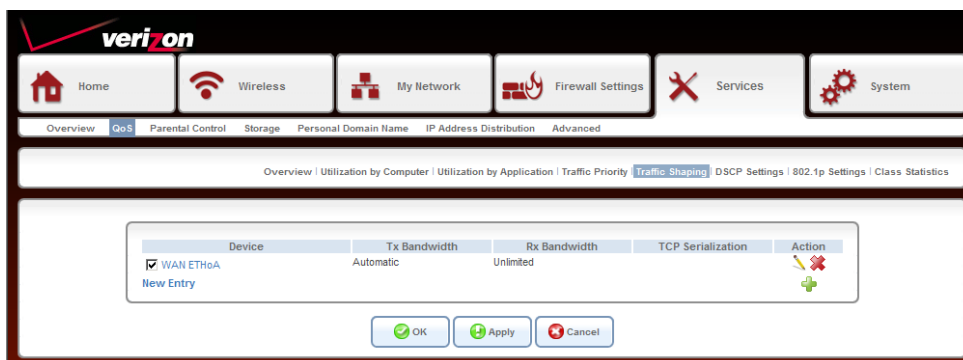 verizon
Home Wireless My Network Firewall Settings Services System
Overview QoS Parental Control Storage Personal Domain Name IP Address Distribution Advanced
Overview | Utilization by Computer | Utilization by Application | Traffic Priority | Traffic Shaping | DSCP Settings | 802.1p Settings | Class Statistics
Device Tx Bandwidth Rx Bandwidth TCP Serialization Action
WAN ETHoA Automatic Unlimited
New Entry
OK Apply Cancel